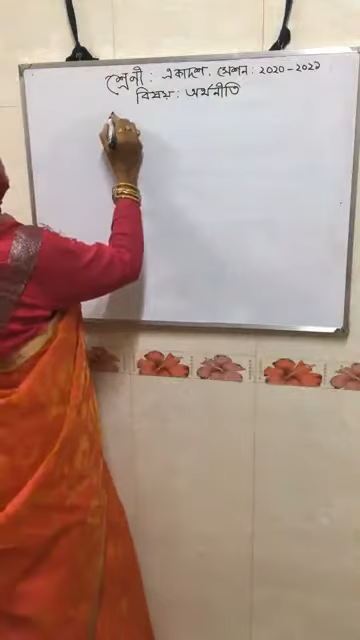 শ্রেনী : একাদশ. সেশন : ২০২০ - ২০২১
বিষয় : অর্থনীতি